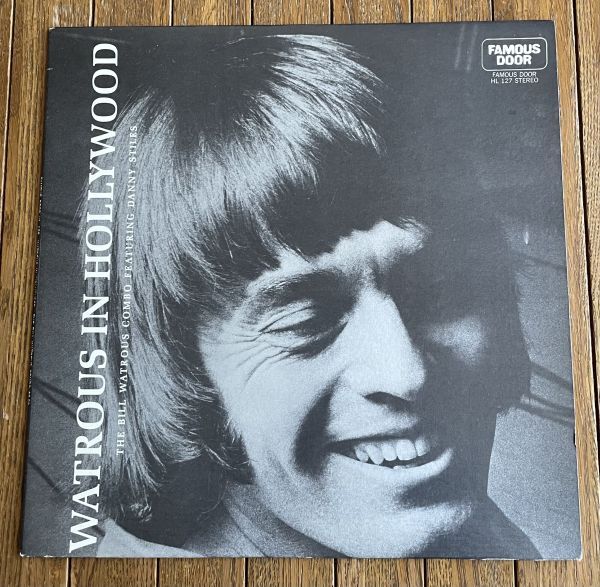 WATROUS IN HOLLYWOOD
THE BILL WATROUS COMBO FEATURING DANNY STILES
FAMOUS
DOOR
FAMOUS DOOR
HL 127 STEREO